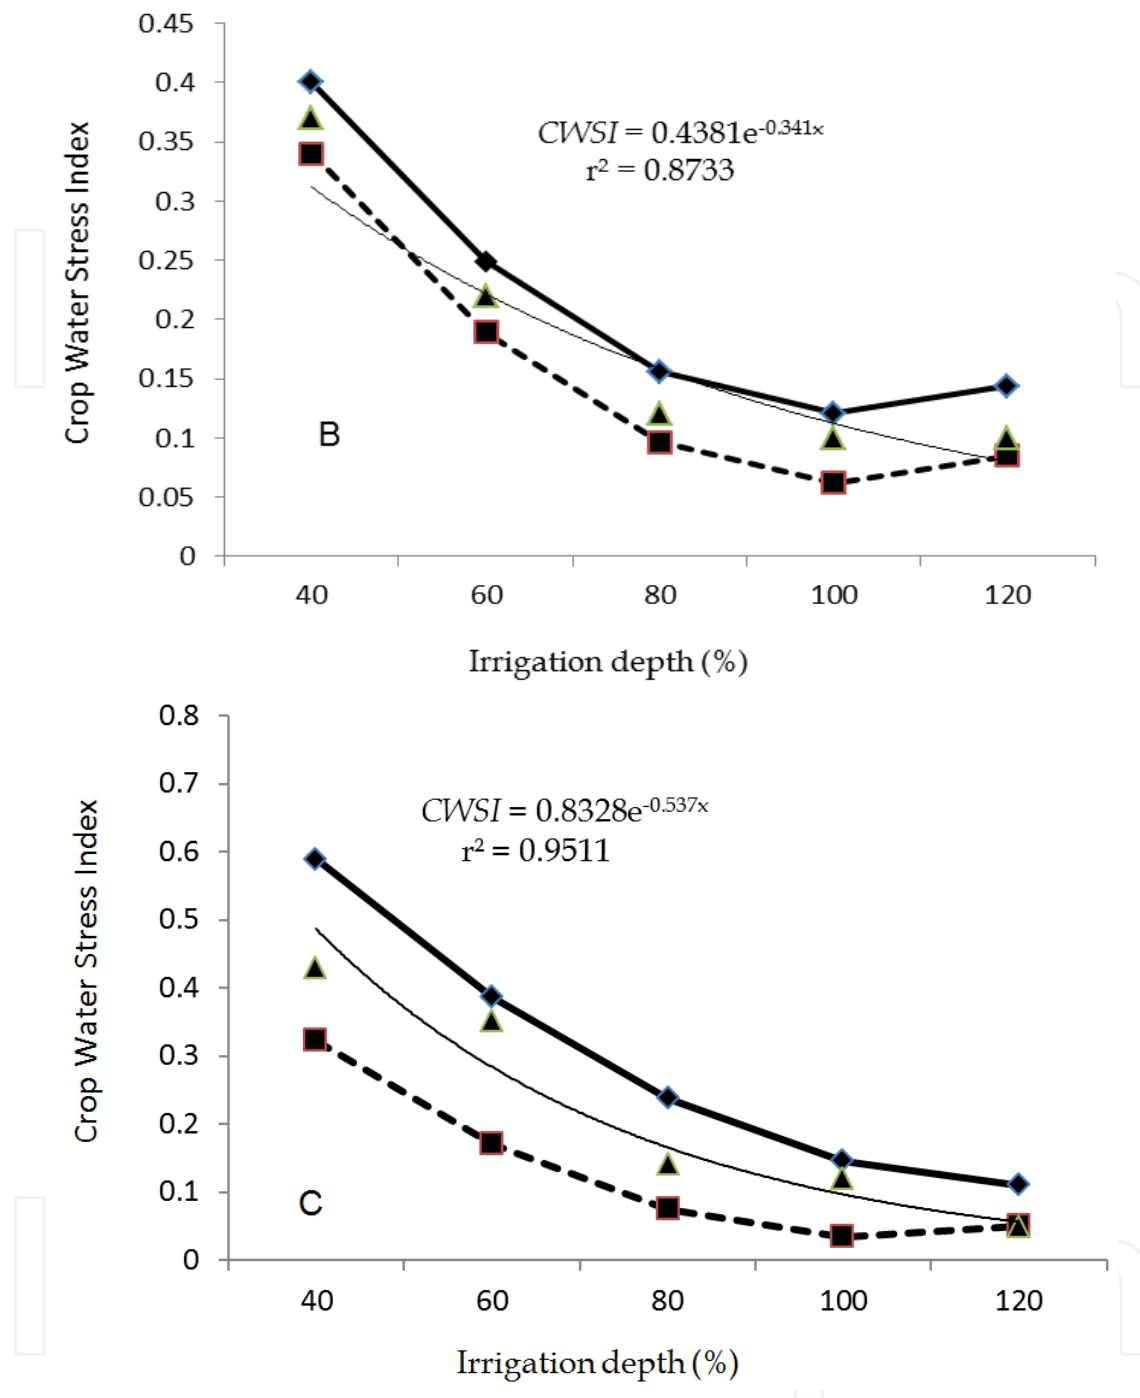 0.45
0.4
0.35
0.3
0.25
0.2
0.15
0.1
0.05
0
Crop Water Stress Index
CWSI = 0.4381e^-0.341x
r² = 0.8733
B
40 60 80 100 120
Irrigation depth (%)
0.8
0.7
0.6
0.5
0.4
0.3
0.2
0.1
0
Crop Water Stress Index
CWSI = 0.8328e^-0.537x
r² = 0.9511
C
40 60 80 100 120
Irrigation depth (%)